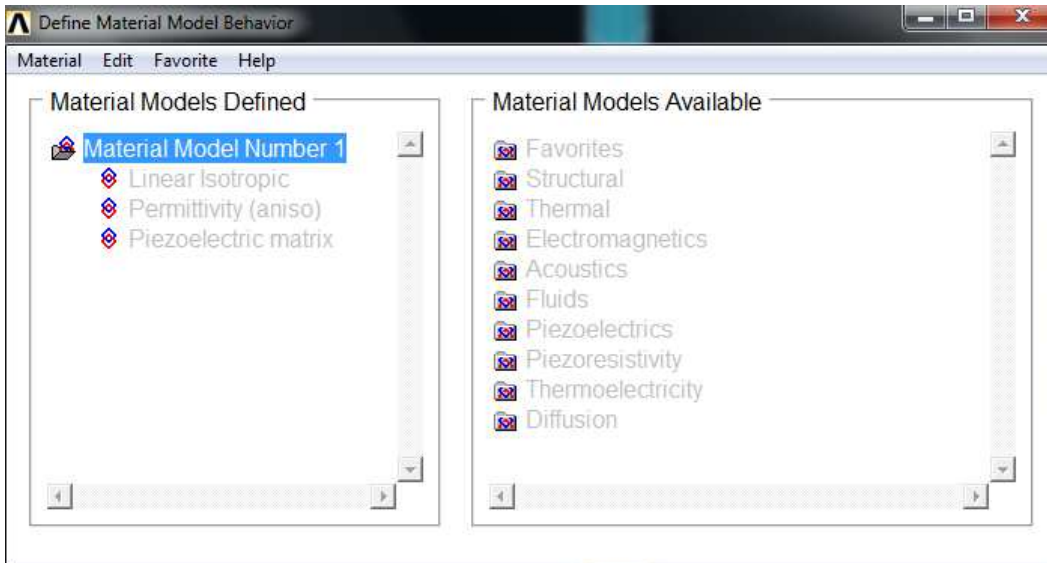 Define Material Model Behavior
Material Edit Favorite Help
Material Models Defined
Material Model Number 1
Linear Isotropic
Permittivity (aniso)
Piezoelectric matrix
Material Models Available
Favorites
Structural
Thermal
Electromagnetics
Acoustics
Fluids
Piezoelectrics
Piezoresistivity
Thermoelectricity
Diffusion